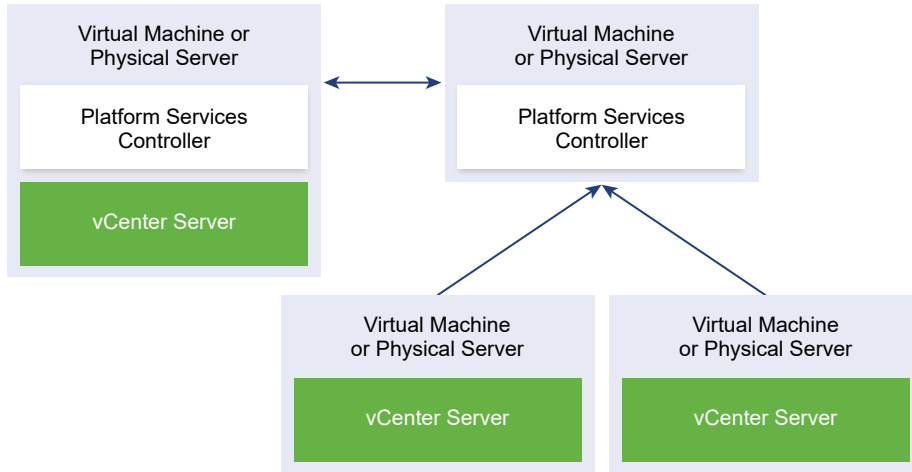 Virtual Machine or
Physical Server
Platform Services
Controller
vCenter Server
Virtual Machine
or Physical Server
Platform Services
Controller
Virtual Machine
or Physical Server
vCenter Server
Virtual Machine
or Physical Server
vCenter Server